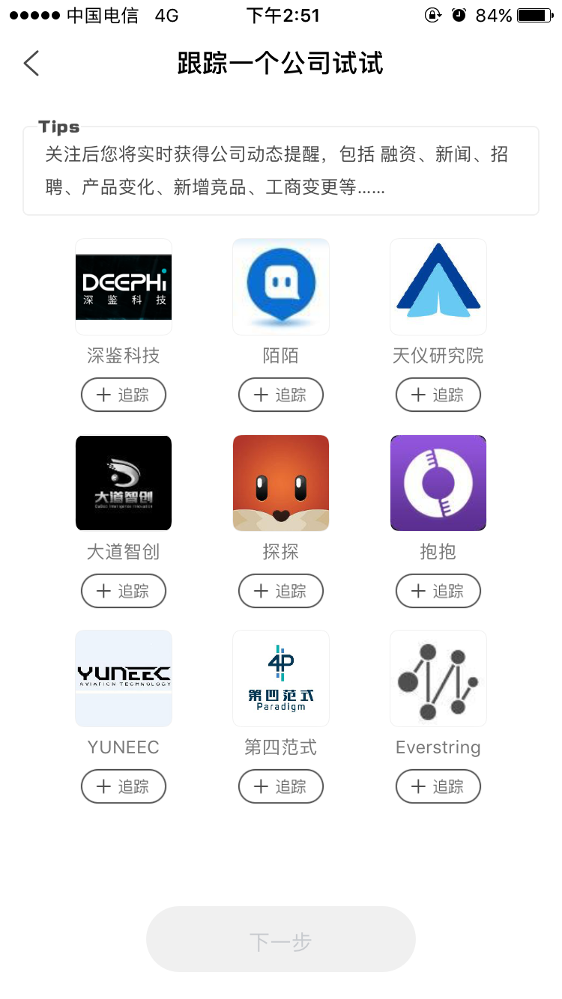 中国电信 4G 下午2:51 84%
跟踪一个公司试试
Tips
关注后您将实时获得公司动态提醒，包括 融资、新闻、招
聘、产品变化、新增竞品、工商变更等......
DEEPHi
深鉴科技
深鉴科技 陌陌 天仪研究院
+ 追踪 + 追踪 + 追踪
大道智创
大道智创 探探 抱抱
+ 追踪 + 追踪 + 追踪
YUNEEC
AVIATION TECHNOLOGY
4P
第四范式
Paradigm
YUNEEC 第四范式 Everstring
+ 追踪 + 追踪 + 追踪
下一步